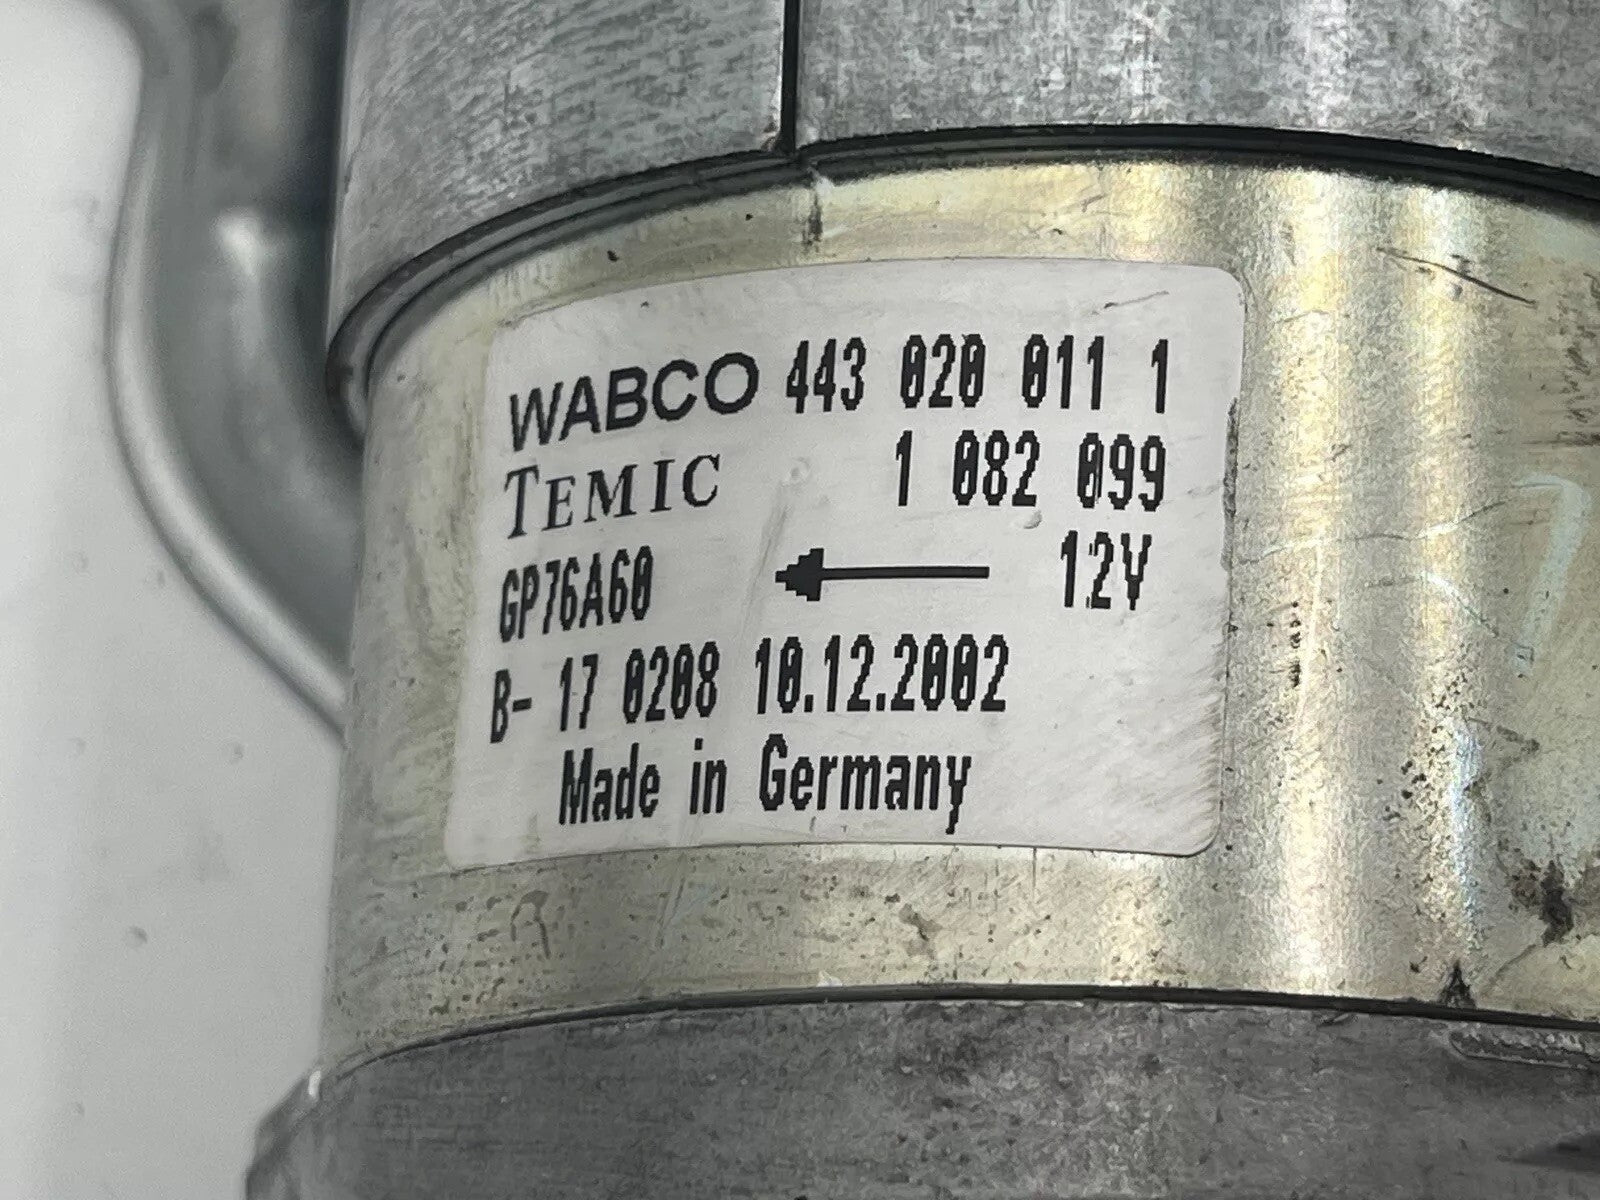 WABCO 443 020 011 1
TEMIC 1 082 099
GP76A60 12V
B- 17 0208 10.12.2002
Made in Germany